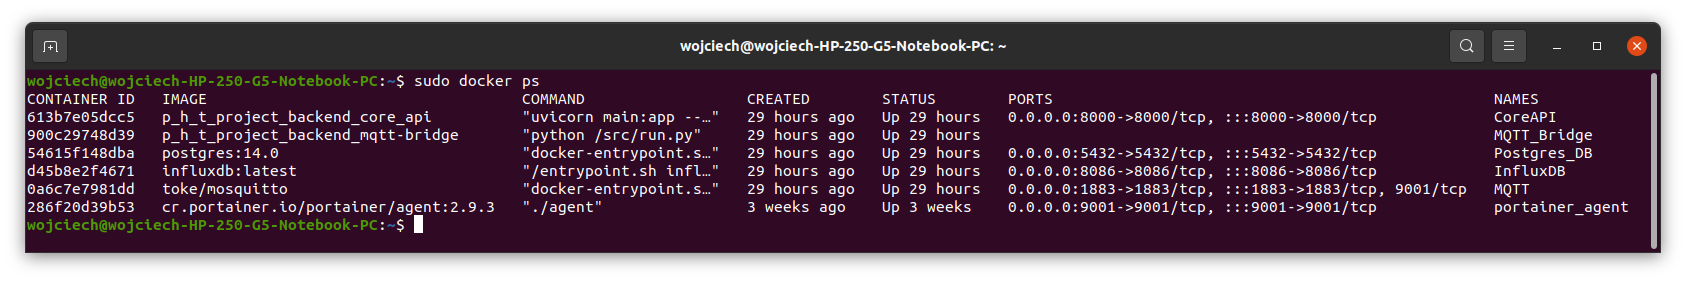 wojciech@wojciech-HP-250-G5-Notebook-PC: ~
wojciech@wojciech-HP-250-G5-Notebook-PC:~$ sudo docker ps
CONTAINER ID   IMAGE                                   COMMAND                  CREATED        STATUS        PORTS                                                 NAMES
613b7e05dcc5   p_h_t_project_backend_core_api          "uvicorn main:app --…"   29 hours ago   Up 29 hours   0.0.0.0:8000->8000/tcp, :::8000->8000/tcp             CoreAPI
900c29748d39   p_h_t_project_backend_mqtt-bridge       "python /src/run.py"     29 hours ago   Up 29 hours                                                         MQTT_Bridge
54615f148dba   postgres:14.0                           "docker-entrypoint.s…"   29 hours ago   Up 29 hours   0.0.0.0:5432->5432/tcp, :::5432->5432/tcp             Postgres_DB
d45b8e2f4671   influxdb:latest                         "/entrypoint.sh infl…"   29 hours ago   Up 29 hours   0.0.0.0:8086->8086/tcp, :::8086->8086/tcp             InfluxDB
0a6c7e7981dd   toke/mosquitto                          "docker-entrypoint.s…"   29 hours ago   Up 29 hours   0.0.0.0:1883->1883/tcp, :::1883->1883/tcp, 9001/tcp   MQTT
286f20d39b53   cr.portainer.io/portainer/agent:2.9.3   "./agent"                3 weeks ago    Up 3 weeks    0.0.0.0:9001->9001/tcp, :::9001->9001/tcp             portainer_agent
wojciech@wojciech-HP-250-G5-Notebook-PC:~$